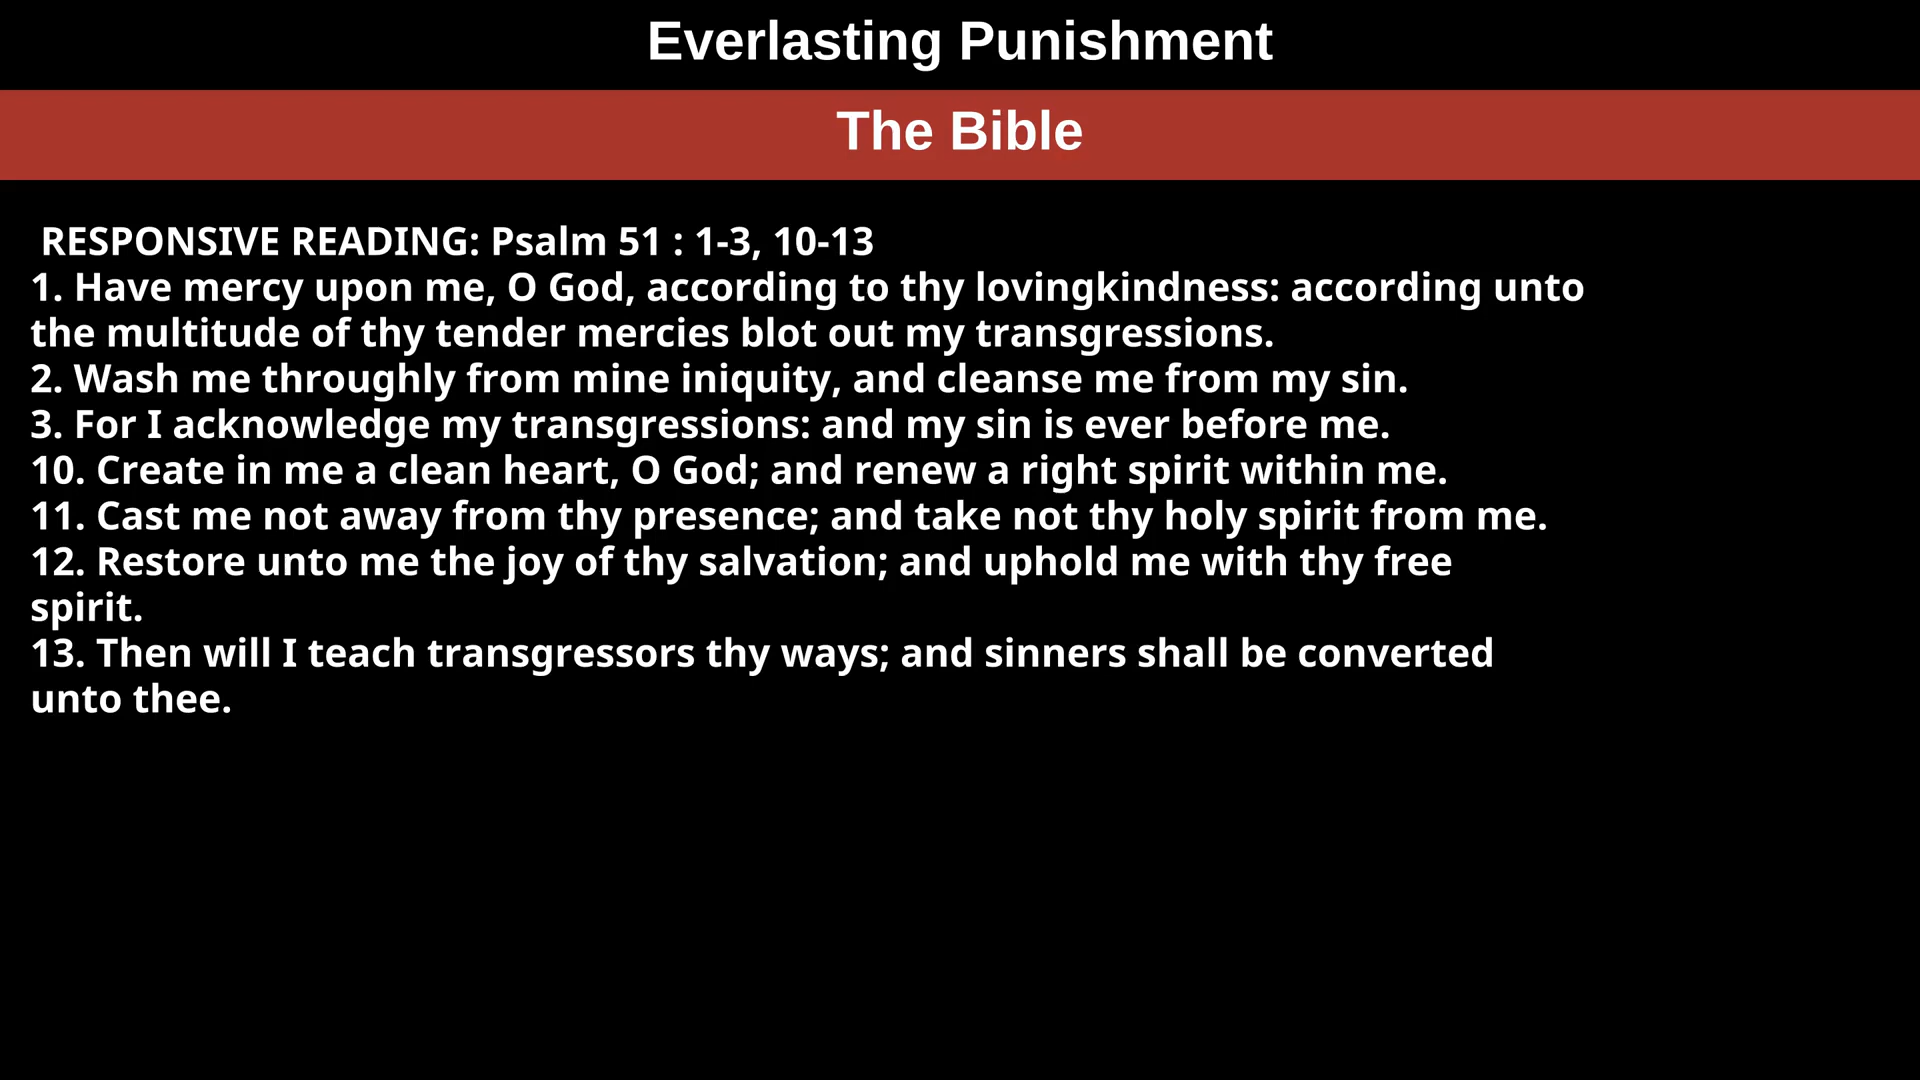 Everlasting Punishment
The Bible
RESPONSIVE READING: Psalm 51 : 1-3, 10-13
1. Have mercy upon me, O God, according to thy lovingkindness: according unto
the multitude of thy tender mercies blot out my transgressions.
2. Wash me throughly from mine iniquity, and cleanse me from my sin.
3. For I acknowledge my transgressions: and my sin is ever before me.
10. Create in me a clean heart, O God; and renew a right spirit within me.
11. Cast me not away from thy presence; and take not thy holy spirit from me.
12. Restore unto me the joy of thy salvation; and uphold me with thy free
spirit.
13. Then will I teach transgressors thy ways; and sinners shall be converted
unto thee.